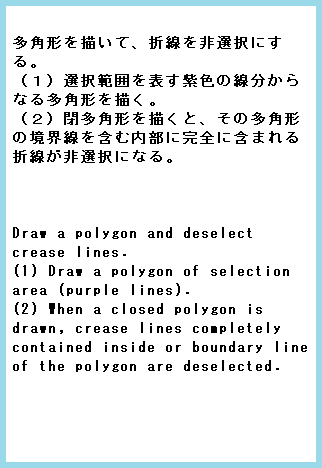 多角形を描いて、折線を非選択にす
る。
（１）選択範囲を表す紫色の線分から
なる多角形を描く。
（２）閉多角形を描くと、その多角形
の境界線を含む内部に完全に含まれる
折線が非選択になる。
Draw a polygon and deselect
crease lines.
(1) Draw a polygon of selection
area (purple lines).
(2) When a closed polygon is
drawn, crease lines completely
contained inside or boundary line
of the polygon are deselected.